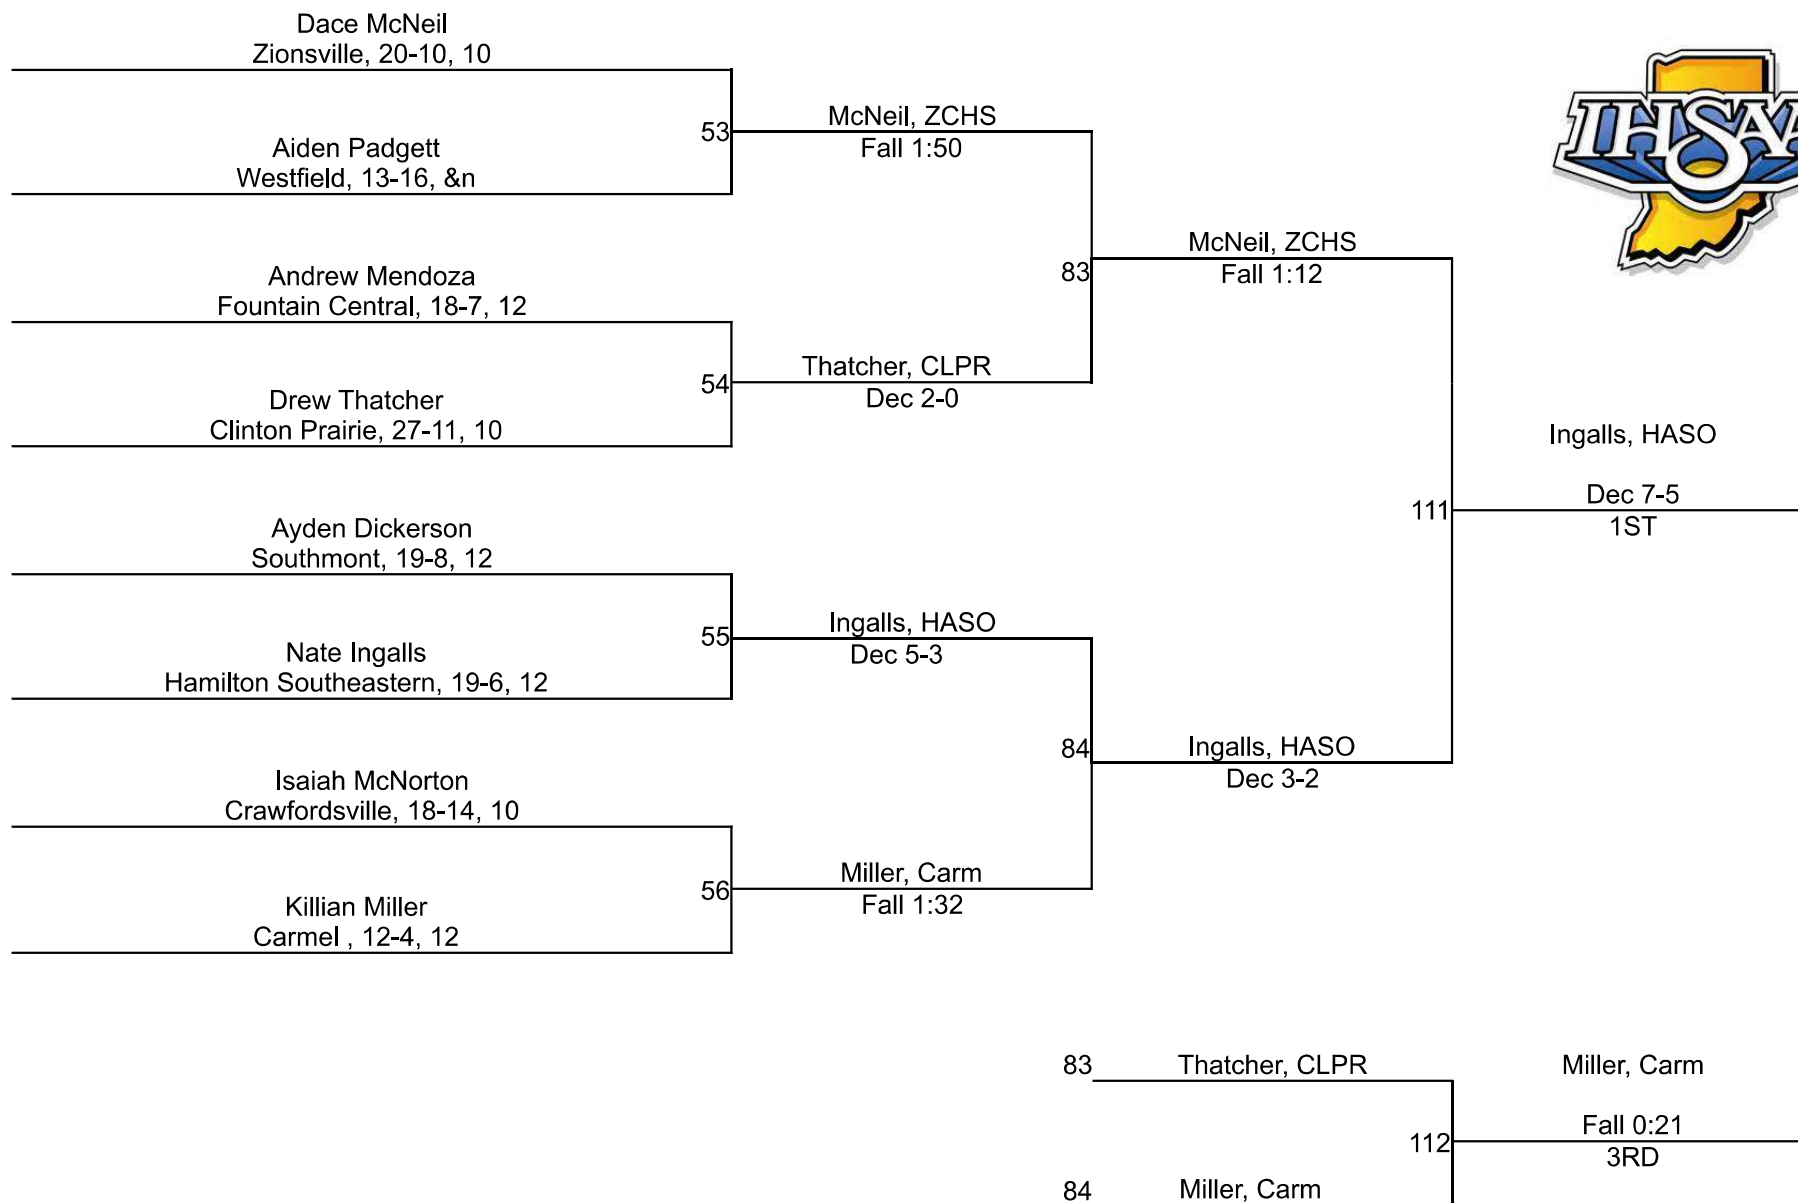 Dace McNeil
Zionsville, 20-10, 10
Aiden Padgett
Westfield, 13-16, &n
53
McNeil, ZCHS
Fall 1:50
Andrew Mendoza
Fountain Central, 18-7, 12
Drew Thatcher
Clinton Prairie, 27-11, 10
54
Thatcher, CLPR
Dec 2-0
83
McNeil, ZCHS
Fall 1:12
Ayden Dickerson
Southmont, 19-8, 12
Nate Ingalls
Hamilton Southeastern, 19-6, 12
55
Ingalls, HASO
Dec 5-3
Isaiah McNorton
Crawfordsville, 18-14, 10
Killian Miller
Carmel , 12-4, 12
56
Miller, Carm
Fall 1:32
84
Ingalls, HASO
Dec 3-2
111
Ingalls, HASO
Dec 7-5
1ST
IHSAA
83
Thatcher, CLPR
84
Miller, Carm
112
Miller, Carm
Fall 0:21
3RD